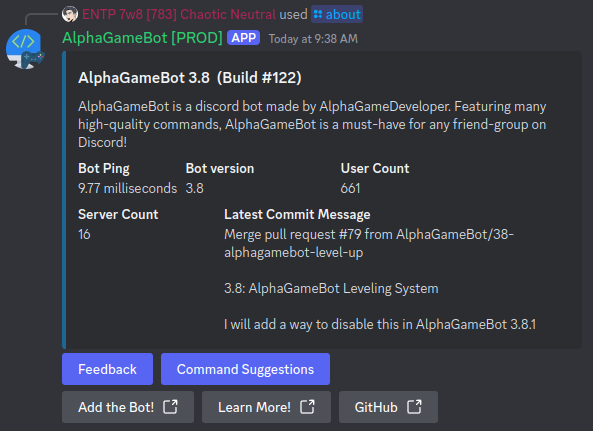 ENTP 7w8 [783] Chaotic Neutral used about
AlphaGameBot [PROD] APP Today at 9:38 AM
AlphaGameBot 3.8 (Build #122)
AlphaGameBot is a discord bot made by AlphaGameDeveloper. Featuring many
high-quality commands, AlphaGameBot is a must-have for any friend-group on
Discord!
Bot Ping Bot version User Count
9.77 milliseconds 3.8 661
Server Count Latest Commit Message
16 Merge pull request #79 from AlphaGameBot/38-
alphagamebot-level-up
3.8: AlphaGameBot Leveling System
I will add a way to disable this in AlphaGameBot 3.8.1
Feedback Command Suggestions
Add the Bot! Learn More! GitHub